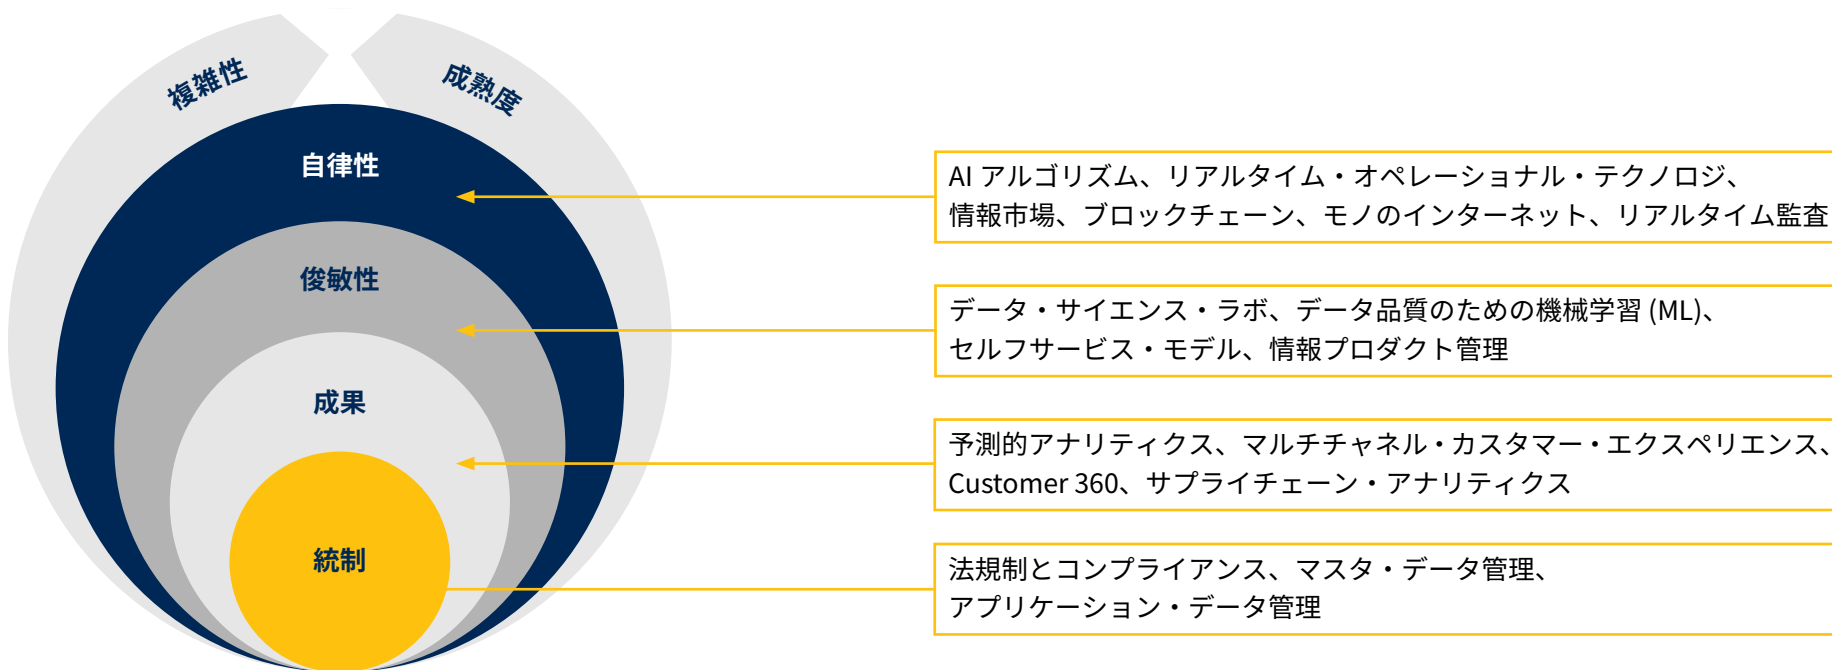 複雑性
成熟度
自律性
AI アルゴリズム、リアルタイム・オペレーショナル・テクノロジ、
情報市場、ブロックチェーン、モノのインターネット、リアルタイム監査
俊敏性
データ・サイエンス・ラボ、データ品質のための機械学習 (ML)、
セルフサービス・モデル、情報プロダクト管理
成果
予測的アナリティクス、マルチチャネル・カスタマー・エクスペリエンス、
Customer 360、サプライチェーン・アナリティクス
統制
法規制とコンプライアンス、マスタ・データ管理、
アプリケーション・データ管理